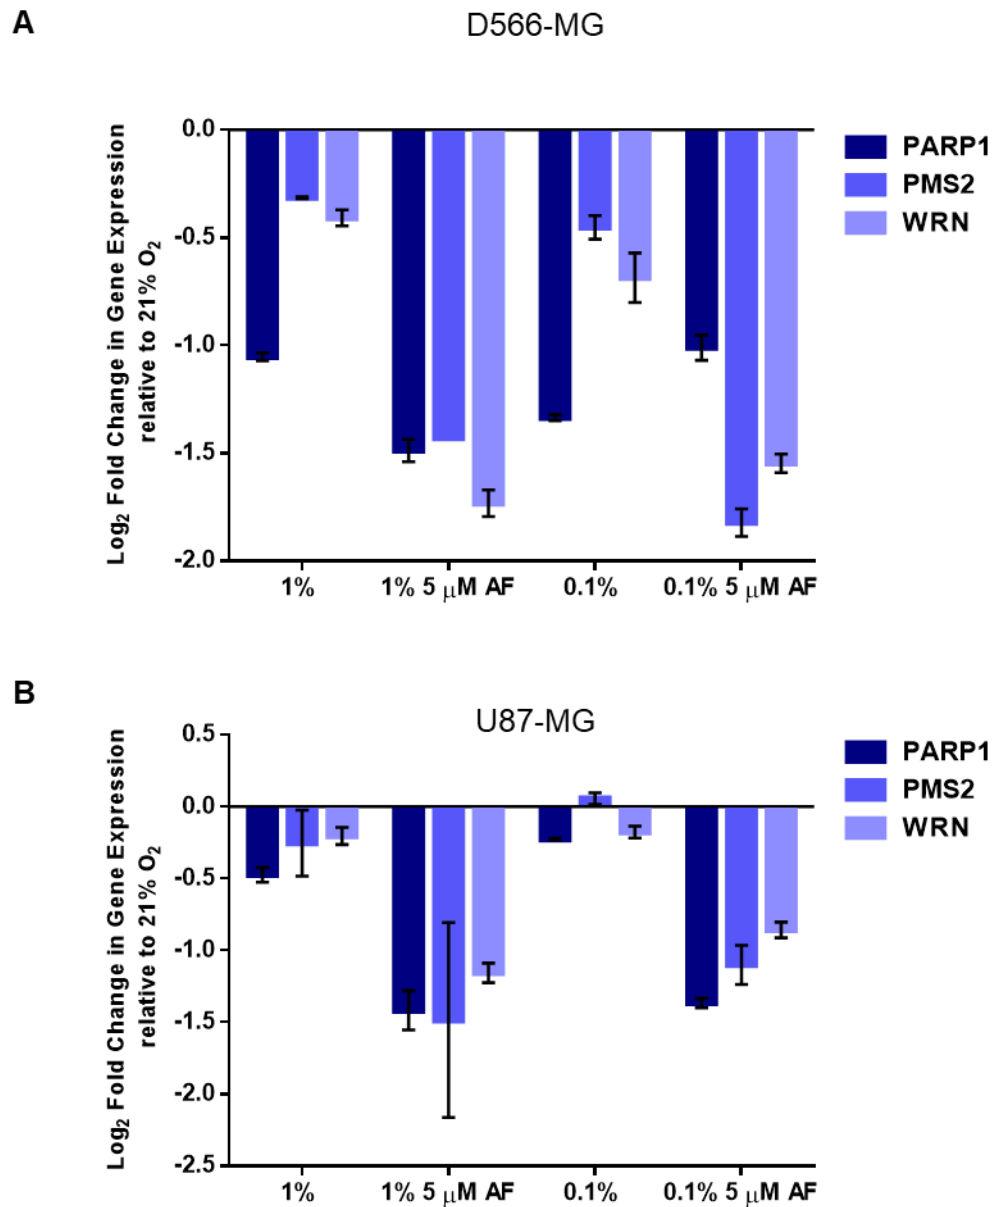 A
D566-MG
Log₂ Fold Change in Gene Expression
relative to 21% O₂
0.0
-0.5
-1.0
-1.5
-2.0
1%
1% 5 μM AF
0.1%
0.1% 5 μM AF
PARP1
PMS2
WRN
B
U87-MG
Log₂ Fold Change in Gene Expression
relative to 21% O₂
0.5
0.0
-0.5
-1.0
-1.5
-2.0
-2.5
1%
1% 5 μM AF
0.1%
0.1% 5 μM AF
PARP1
PMS2
WRN